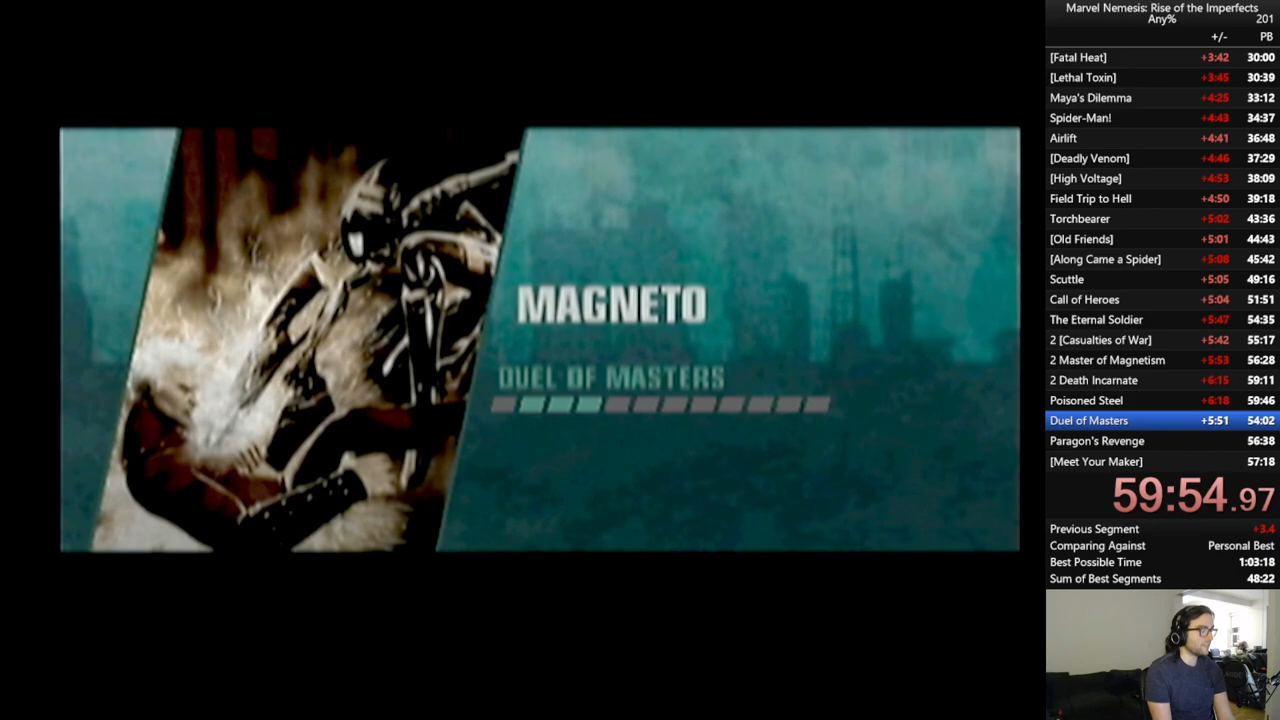 MAGNETO
DUEL OF MASTERS
Marvel Nemesis: Rise of the Imperfects
Any% 201
+/- PB
[Fatal Heat] +3:42 30:00
[Lethal Toxin] +3:45 30:39
Maya's Dilemma +4:25 33:12
Spider-Man! +4:43 34:37
Airlift +4:41 36:48
[Deadly Venom] +4:46 37:29
[High Voltage] +4:53 38:09
Field Trip to Hell +4:50 39:18
Torchbearer +5:02 43:36
[Old Friends] +5:01 44:43
[Along Came a Spider] +5:08 45:42
Scuttle +5:05 49:16
Call of Heroes +5:04 51:51
The Eternal Soldier +5:47 54:35
2 [Casualties of War] +5:42 55:17
2 Master of Magnetism +5:53 56:28
2 Death Incarnate +6:15 59:11
Poisoned Steel +6:18 59:46
Duel of Masters +5:51 54:02
Paragon's Revenge 56:38
[Meet Your Maker] 57:18
59:54.97
Previous Segment +3.4
Comparing Against Personal Best
Best Possible Time 1:03:18
Sum of Best Segments 48:22